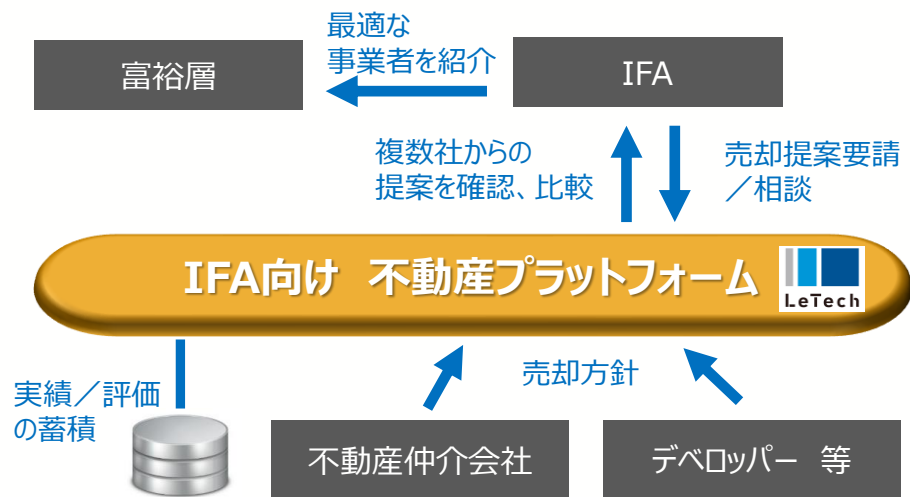 最適な
事業者を紹介
富裕層
IFA
複数社からの
提案を確認、比較
売却提案要請
／相談
IFA向け 不動産プラットフォーム
LeTech
売却方針
実績／評価
の蓄積
不動産仲介会社
デベロッパー 等